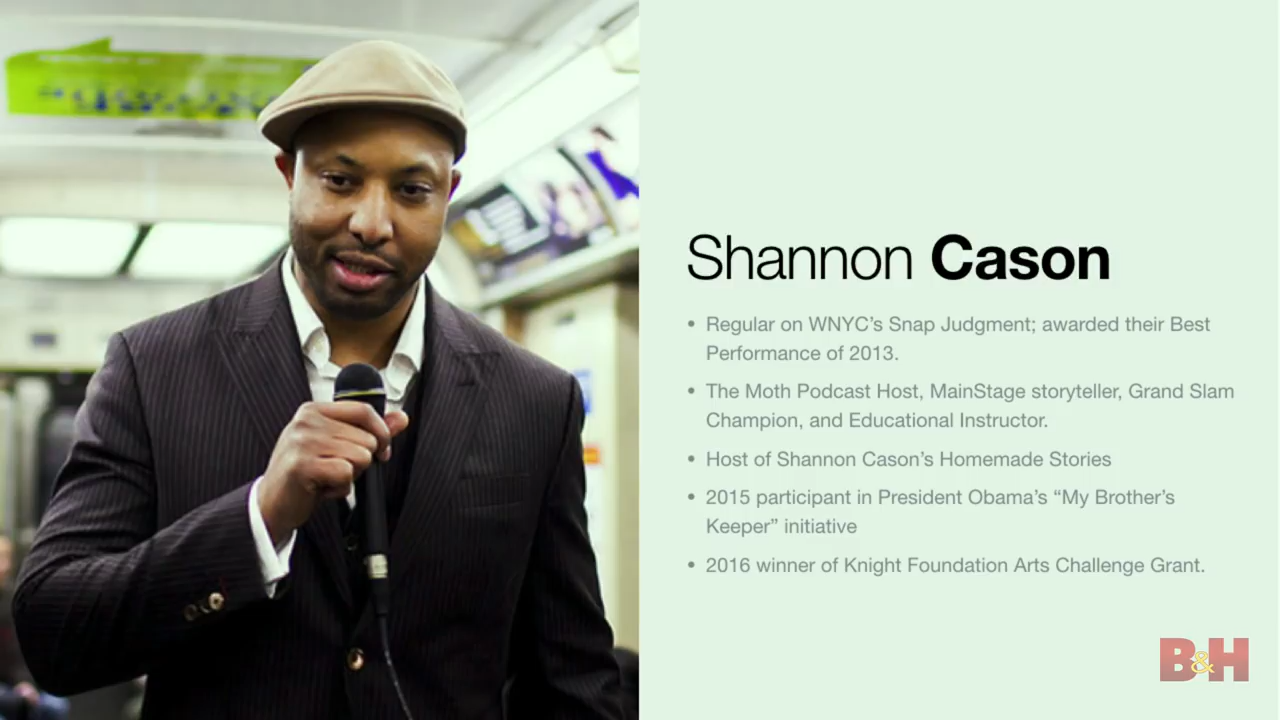 Shannon Cason
• Regular on WNYC’s Snap Judgment; awarded their Best
Performance of 2013.
• The Moth Podcast Host, MainStage storyteller, Grand Slam
Champion, and Educational Instructor.
• Host of Shannon Cason’s Homemade Stories
• 2015 participant in President Obama’s “My Brother’s
Keeper” initiative
• 2016 winner of Knight Foundation Arts Challenge Grant.
B&H